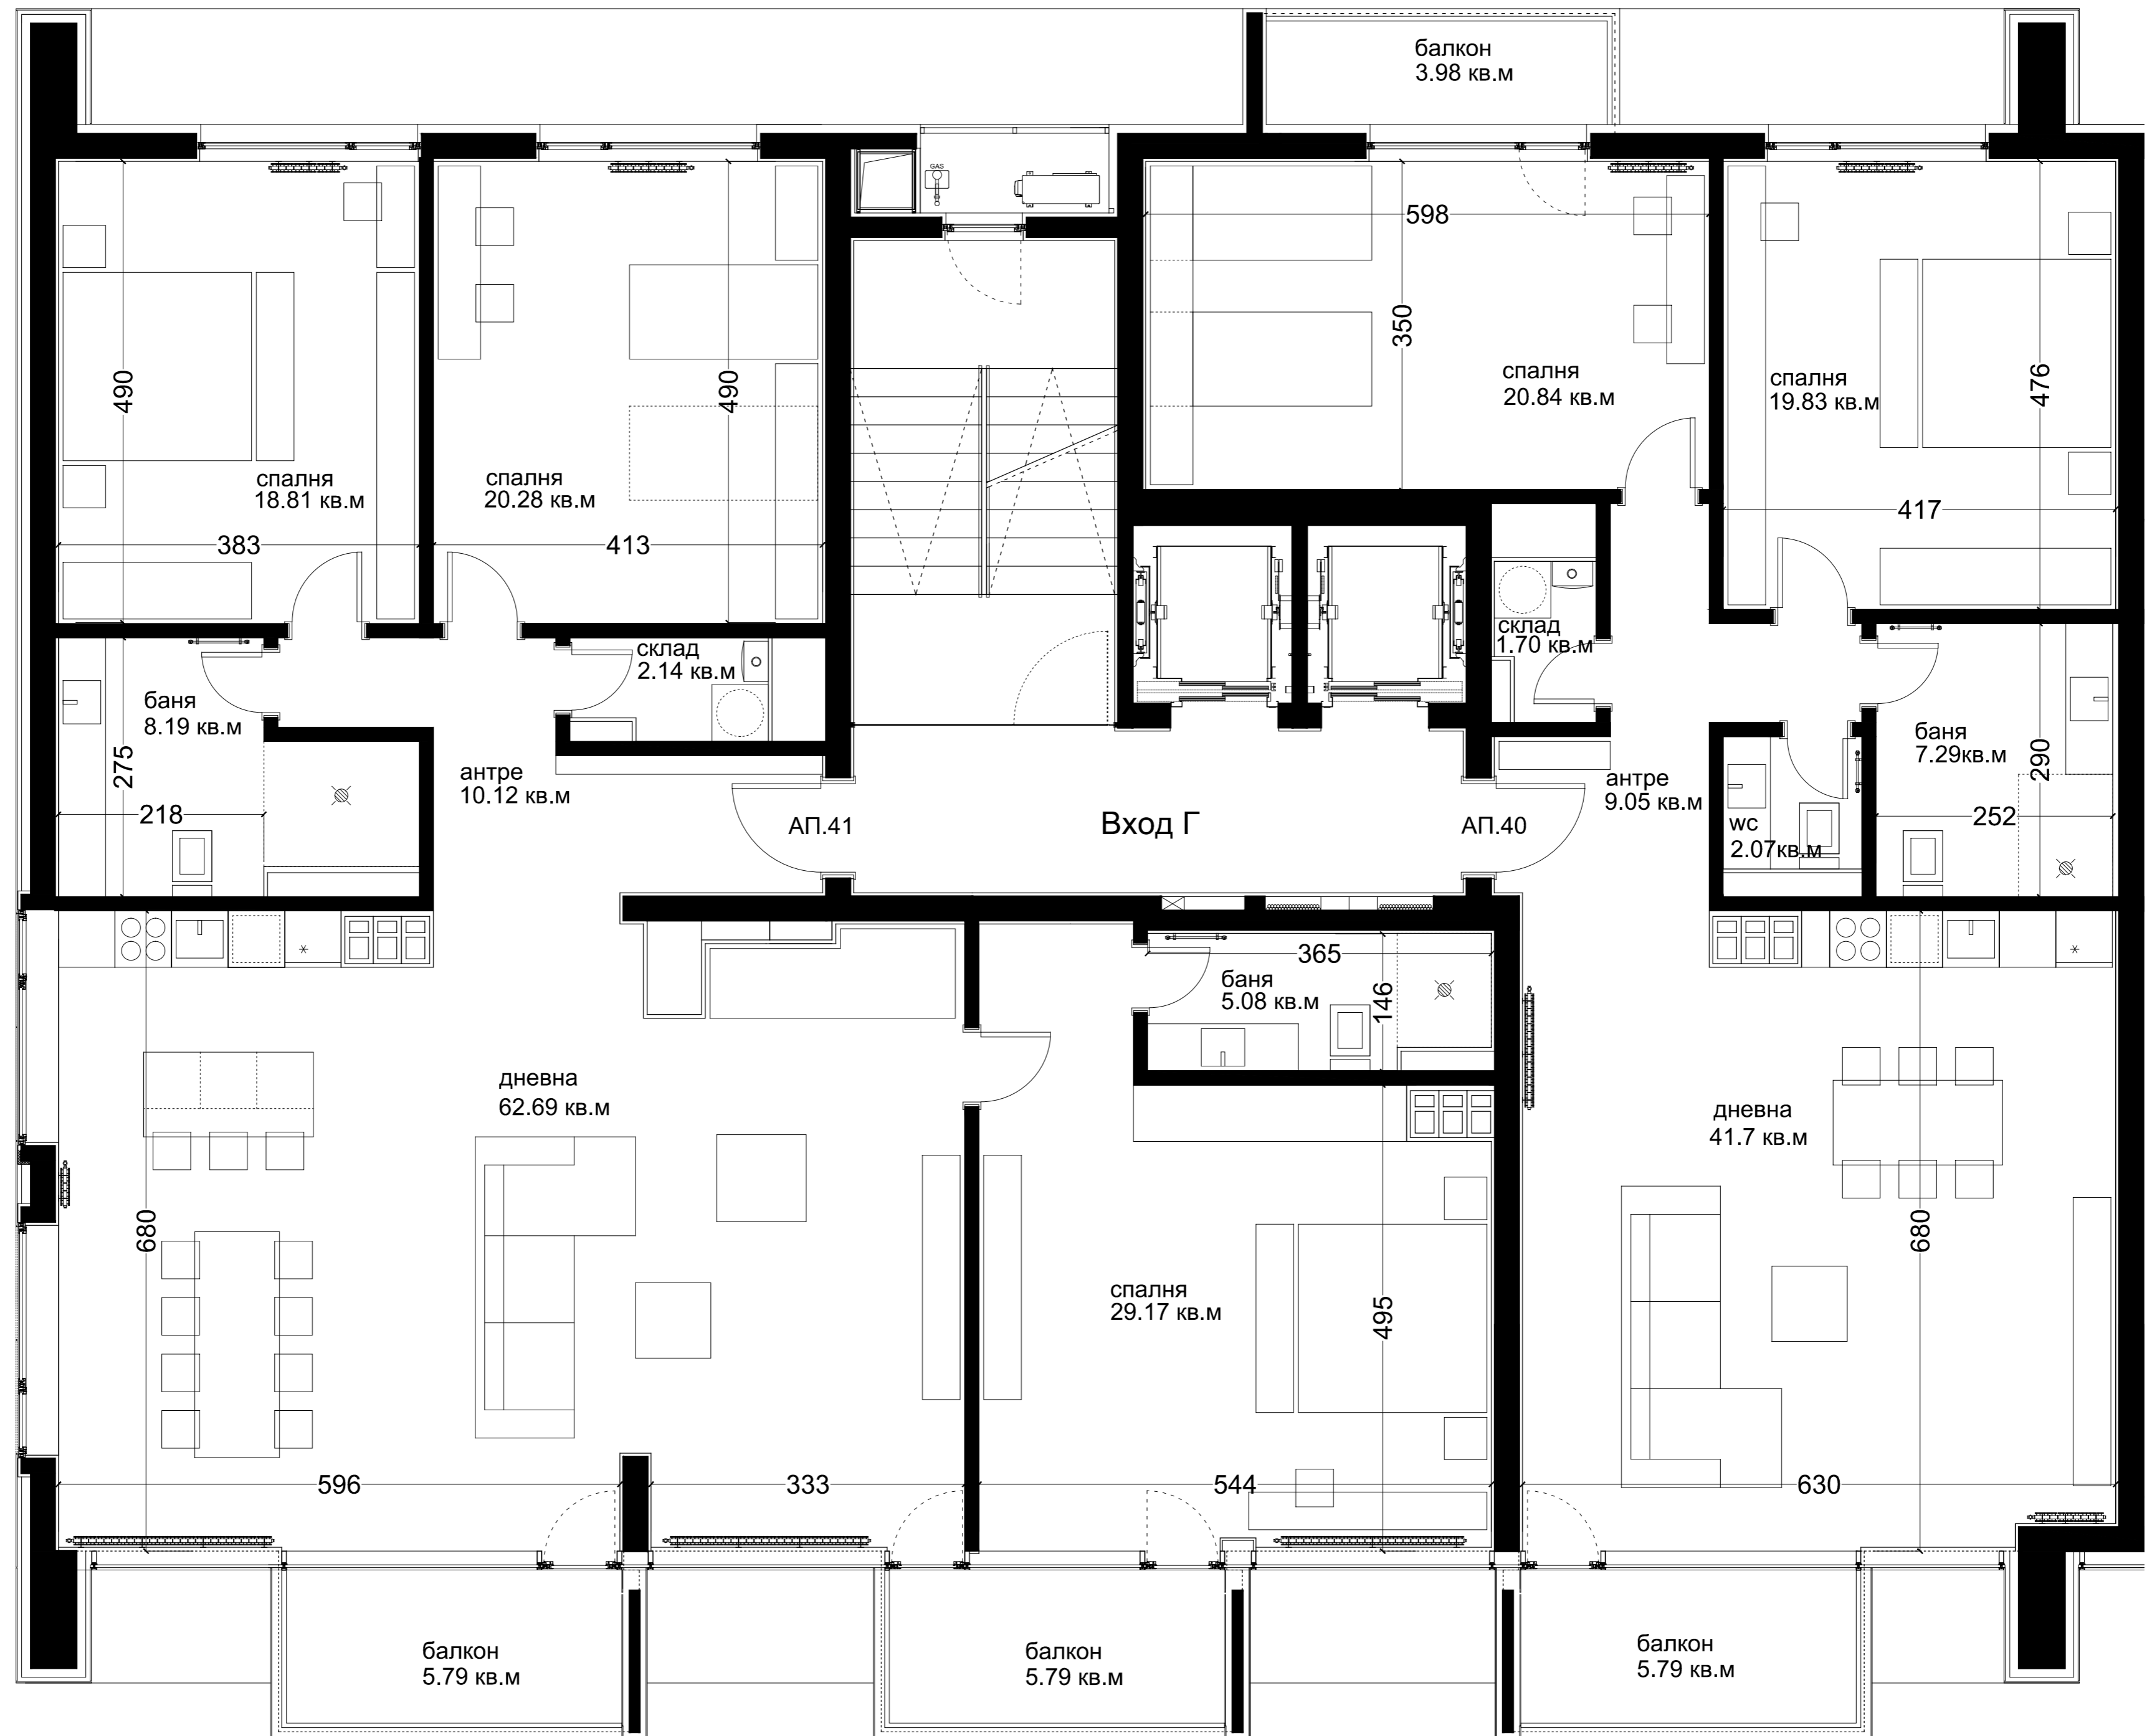 балкон
3.98 кв.м
GAS
598
350
490
490
476
спалня
20.84 кв.м
спалня
19.83 кв.м
спалня
18.81 кв.м
спалня
20.28 кв.м
383
413
417
склад
2.14 кв.м
склад
1.70 кв.м
баня
8.19 кв.м
275
218
антре
10.12 кв.м
АП.41
Вход Г
АП.40
антре
9.05 кв.м
wc
2.07кв.м
баня
7.29кв.м
290
252
365
баня
5.08 кв.м
146
дневна
62.69 кв.м
дневна
41.7 кв.м
680
680
спалня
29.17 кв.м
495
596
333
544
630
балкон
5.79 кв.м
балкон
5.79 кв.м
балкон
5.79 кв.м